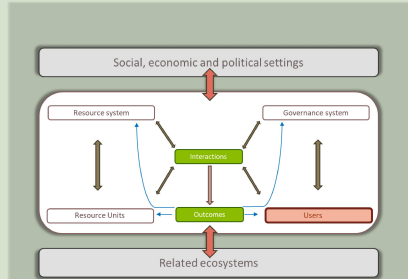 Social, economic and political settings
Resource system
Governance system
Interactions
Resource Units
Outcomes
Users
Related ecosystems